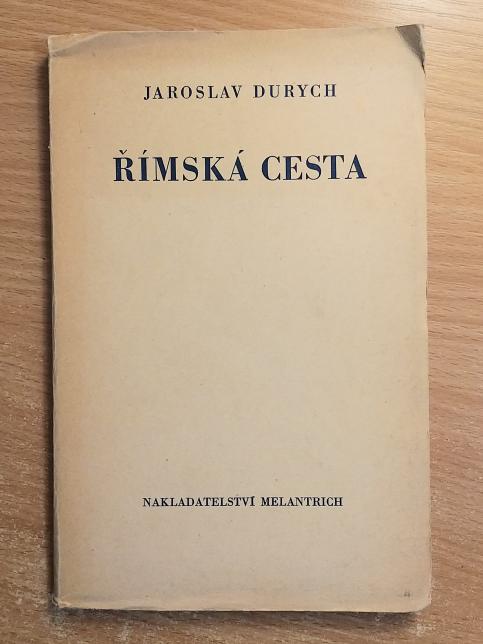 JAROSLAV DURYCH
ŘÍMSKÁ CESTA
NAKLADATELSTVÍ MELANTRICH